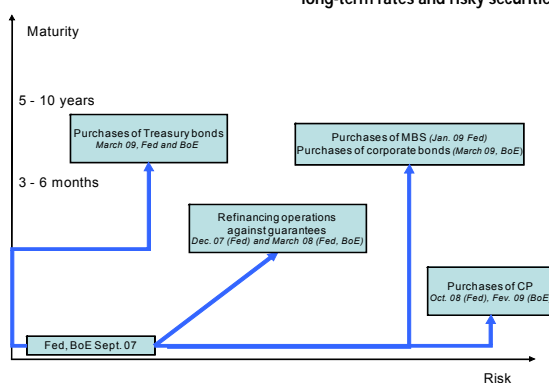 long-term rates and risky securitie
Maturity
5 - 10 years
Purchases of Treasury bonds
March 09, Fed and BoE
Purchases of MBS (Jan. 09 Fed)
Purchases of corporate bonds (March 09, BoE)
3 - 6 months
Refinancing operations
against guarantees
Dec. 07 (Fed) and March 08 (Fed, BoE)
Purchases of CP
Oct. 08 (Fed), Fev. 09 (BoE
Fed, BoE Sept. 07
Risk